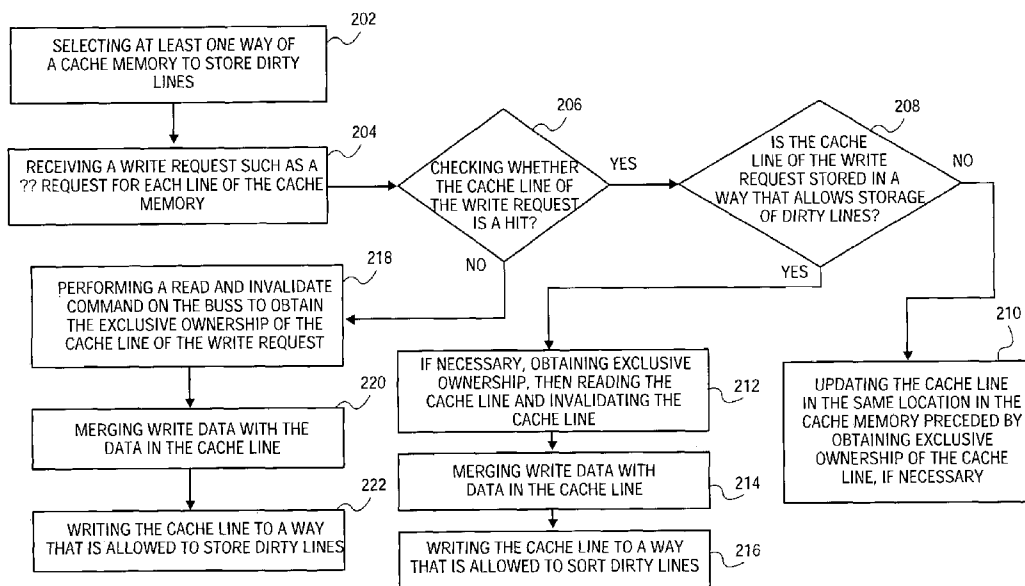 202
SELECTING AT LEAST ONE WAY OF
A CACHE MEMORY TO STORE DIRTY
LINES
204
RECEIVING A WRITE REQUEST SUCH AS A
?? REQUEST FOR EACH LINE OF THE CACHE
MEMORY
206
CHECKING WHETHER
THE CACHE LINE OF
THE WRITE REQUEST
IS A HIT?
YES
NO
208
IS THE CACHE
LINE OF THE WRITE
REQUEST STORED IN A
WAY THAT ALLOWS STORAGE
OF DIRTY LINES?
NO
YES
218
PERFORMING A READ AND INVALIDATE
COMMAND ON THE BUSS TO OBTAIN
THE EXCLUSIVE OWNERSHIP OF THE
CACHE LINE OF THE WRITE REQUEST
220
MERGING WRITE DATA WITH THE
DATA IN THE CACHE LINE
222
WRITING THE CACHE LINE TO A WAY
THAT IS ALLOWED TO STORE DIRTY LINES
IF NECESSARY, OBTAINING EXCLUSIVE
OWNERSHIP, THEN READING THE
CACHE LINE AND INVALIDATING THE
CACHE LINE
212
MERGING WRITE DATA WITH
DATA IN THE CACHE LINE
214
WRITING THE CACHE LINE TO A WAY
THAT IS ALLOWED TO SORT DIRTY LINES
216
210
UPDATING THE CACHE LINE
IN THE SAME LOCATION IN THE
CACHE MEMORY PRECEDED BY
OBTAINING EXCLUSIVE
OWNERSHIP OF THE CACHE
LINE, IF NECESSARY